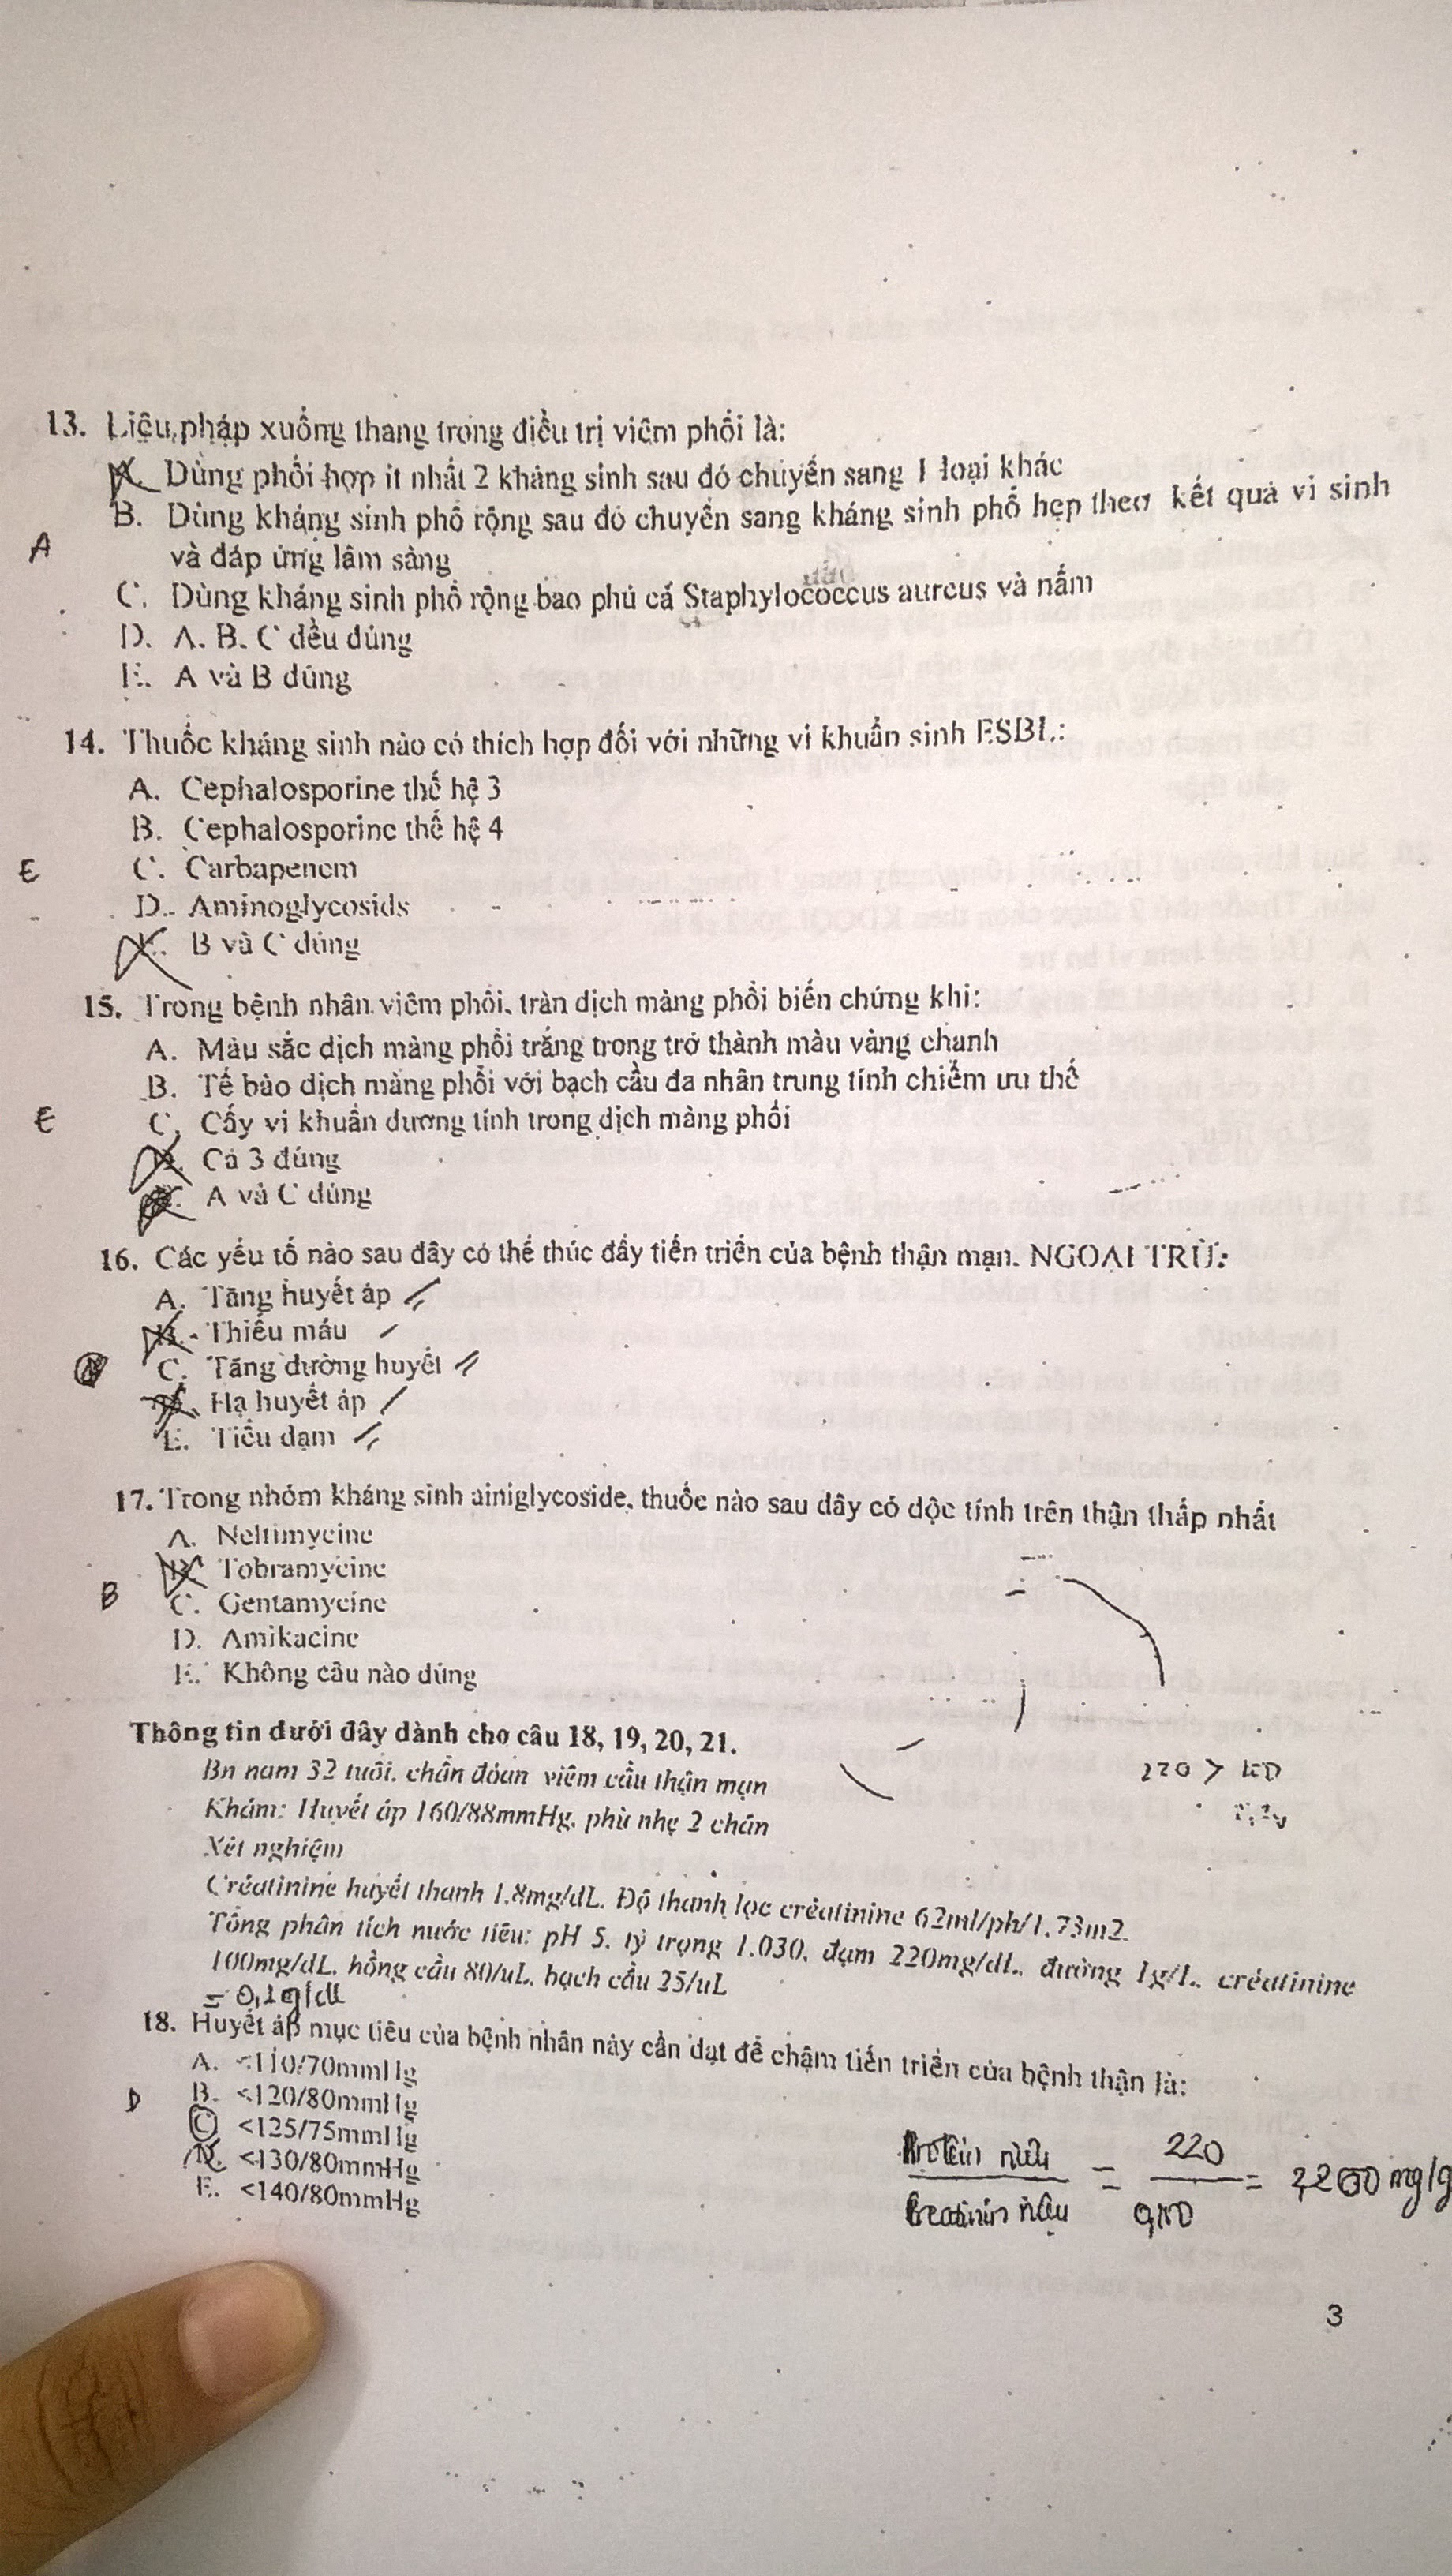 13. Liệu pháp xuống thang trong điều trị viêm phổi là:
A. Dùng phối hợp ít nhất 2 kháng sinh sau đó chuyển sang 1 loại khác
B. Dùng kháng sinh phổ rộng sau đó chuyển sang kháng sinh phổ hẹp theo kết quả vi sinh
A
và đáp ứng lâm sàng
C. Dùng kháng sinh phổ rộng bao phủ cả Staphylococcus aureus và nấm
D. A. B. C đều đúng
E. A và B đúng
14. Thuốc kháng sinh nào có thích hợp đối với những vi khuẩn sinh ESBL:
A. Cephalosporine thế hệ 3
B. Cephalosporine thế hệ 4
E
C. Carbapenem
D. Aminoglycosids
E. B và C đúng
15. Trong bệnh nhân viêm phổi, tràn dịch màng phổi biến chứng khi:
A. Màu sắc dịch màng phổi trắng trong trở thành màu vàng chanh
B. Tế bào dịch màng phổi với bạch cầu đa nhân trung tính chiếm ưu thế
E
C. Cấy vi khuẩn dương tính trong dịch màng phổi
D. Cả 3 đúng
E. A và C đúng
16. Các yếu tố nào sau đây có thể thúc đẩy tiến triển của bệnh thận mạn. NGOẠI TRỪ:
A. Tăng huyết áp
B. Thiếu máu
C. Tăng đường huyết
D. Hạ huyết áp
E. Tiểu đạm
17. Trong nhóm kháng sinh ainiglycoside, thuốc nào sau đây có độc tính trên thận thấp nhất
A. Neltimycine
B. Tobramycine
B
C. Gentamycine
D. Amikacine
E. Không câu nào đúng
Thông tin dưới đây dành cho câu 18, 19, 20, 21.
Bn nam 32 tuổi. chẩn đóan viêm cầu thận mạn
Khám: Huyết áp 160/88mmHg, phù nhẹ 2 chân
220 >
Xét nghiệm
Créatinine huyết thanh 1.8mg/dL. Độ thanh lọc créatinine 62ml/ph/1.73m2.
Tổng phân tích nước tiểu: pH 5, tỷ trọng 1.030, đạm 220mg/dL, đường 1g/L, créatinine
100mg/dL, hồng cầu 80/uL, bạch cầu 25/uL
= 0,1g/dl
18. Huyết áp mục tiêu của bệnh nhân này cần đạt để chậm tiến triển của bệnh thận là:
A. <110/70mmHg
B. <120/80mmHg
D
C <125/75mmHg
D. <130/80mmHg
E. <140/80mmHg
Protein niệu / Creatinin niệu = 220 / = 2200 mg/g
3